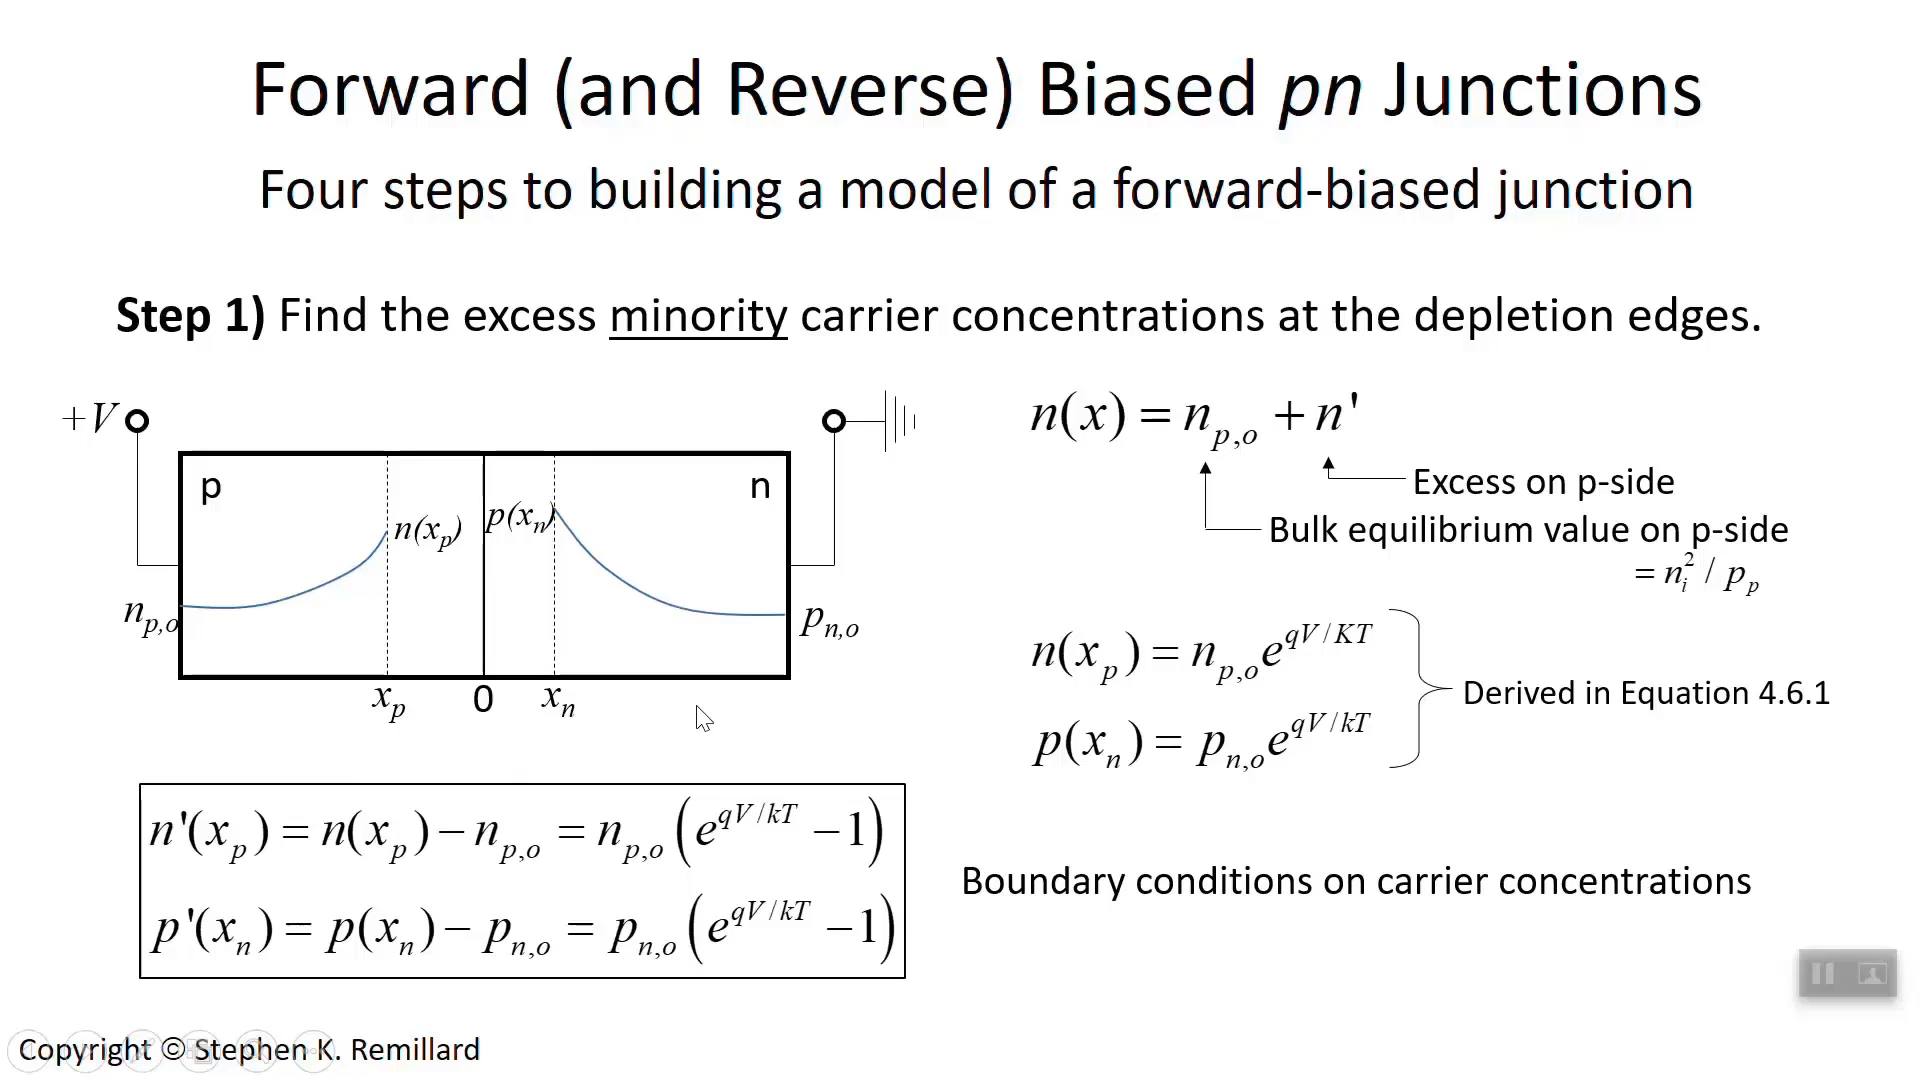 Forward (and Reverse) Biased pn Junctions
Four steps to building a model of a forward-biased junction
Step 1) Find the excess minority carrier concentrations at the depletion edges.
+V
p
n
n(xₚ)
p(xₙ)
nₚ,ₒ
pₙ,ₒ
xₚ
0
xₙ
n(x) = nₚ,ₒ + n'
Excess on p-side
Bulk equilibrium value on p-side
= nᵢ² / pₚ
n(xₚ) = nₚ,ₒ e^{qV/KT}
p(xₙ) = pₙ,ₒ e^{qV/kT}
Derived in Equation 4.6.1
n'(xₚ) = n(xₚ) − nₚ,ₒ = nₚ,ₒ (e^{qV/kT} − 1)
p'(xₙ) = p(xₙ) − pₙ,ₒ = pₙ,ₒ (e^{qV/kT} − 1)
Boundary conditions on carrier concentrations
Copyright © Stephen K. Remillard